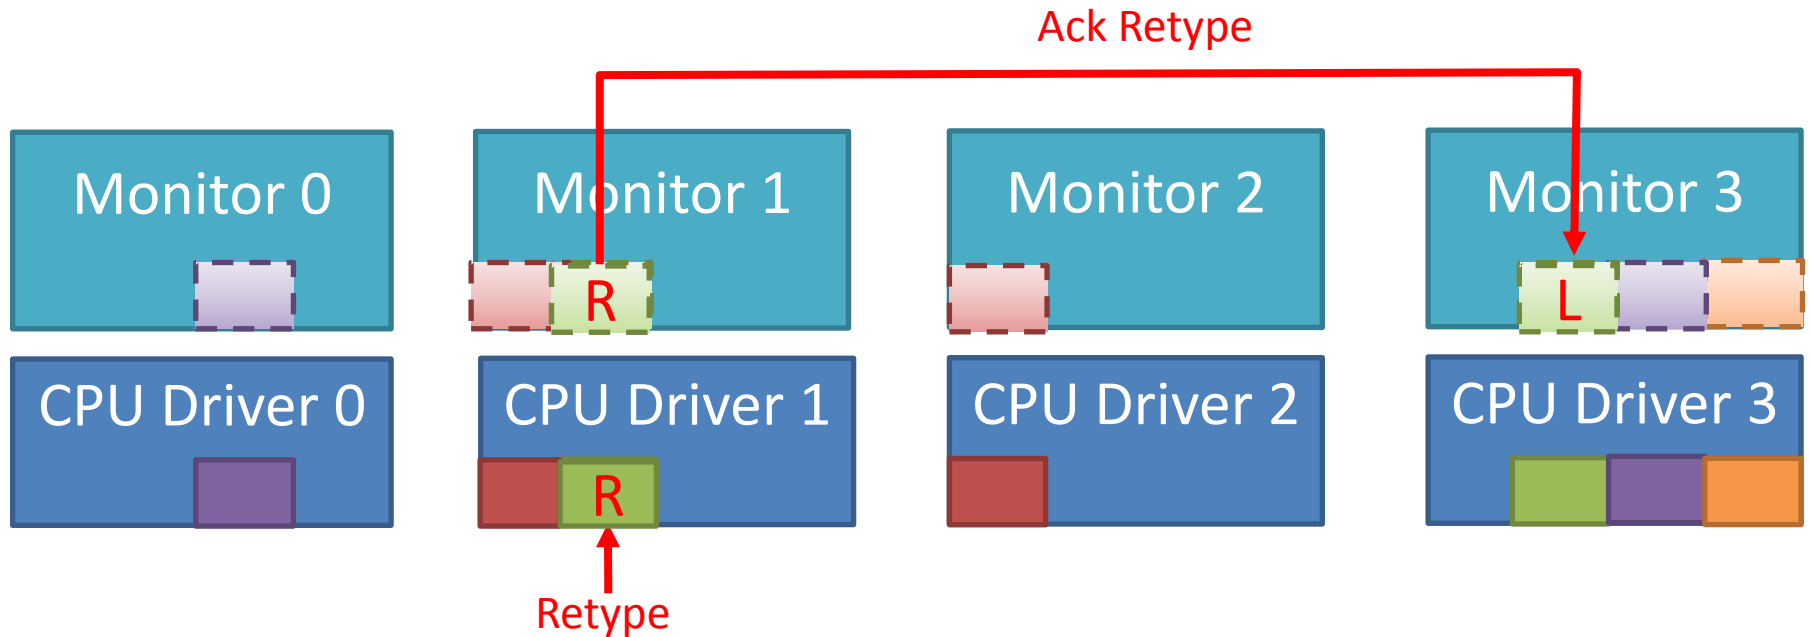 Ack Retype
Monitor 0
Monitor 1
Monitor 2
Monitor 3
R
L
CPU Driver 0
CPU Driver 1
CPU Driver 2
CPU Driver 3
R
Retype